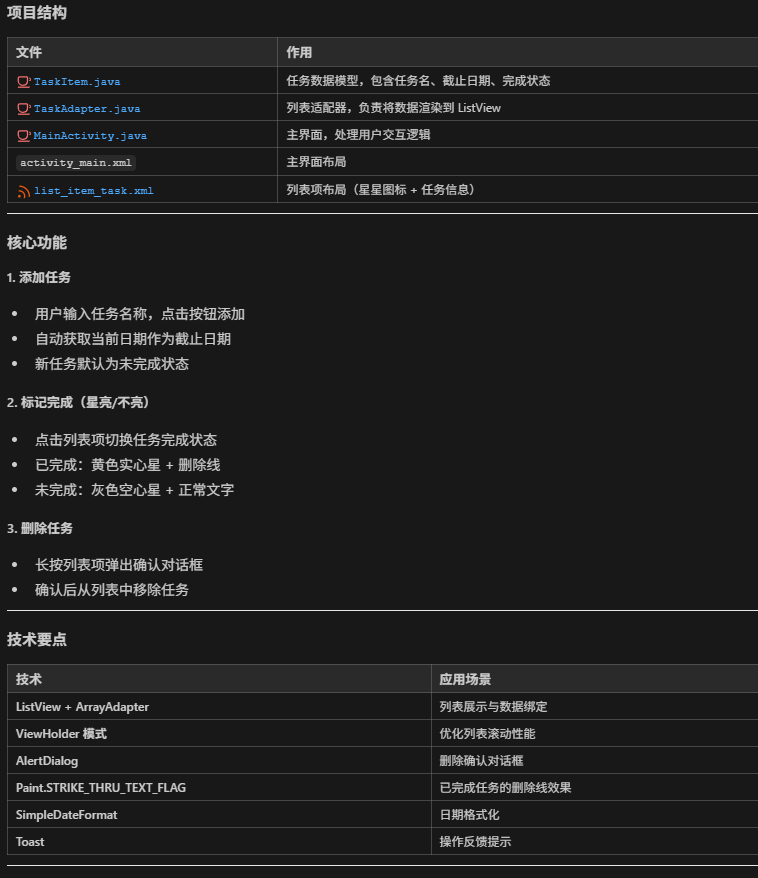 项目结构
文件 作用
TaskItem.java 任务数据模型，包含任务名、截止日期、完成状态
TaskAdapter.java 列表适配器，负责将数据渲染到 ListView
MainActivity.java 主界面，处理用户交互逻辑
activity_main.xml 主界面布局
list_item_task.xml 列表项布局（星星图标 + 任务信息）
核心功能
1. 添加任务
• 用户输入任务名称，点击按钮添加
• 自动获取当前日期作为截止日期
• 新任务默认为未完成状态
2. 标记完成（星亮/不亮）
• 点击列表项切换任务完成状态
• 已完成：黄色实心星 + 删除线
• 未完成：灰色空心星 + 正常文字
3. 删除任务
• 长按列表项弹出确认对话框
• 确认后从列表中移除任务
技术要点
技术 应用场景
ListView + ArrayAdapter 列表展示与数据绑定
ViewHolder 模式 优化列表滚动性能
AlertDialog 删除确认对话框
Paint.STRIKE_THRU_TEXT_FLAG 已完成任务的删除线效果
SimpleDateFormat 日期格式化
Toast 操作反馈提示